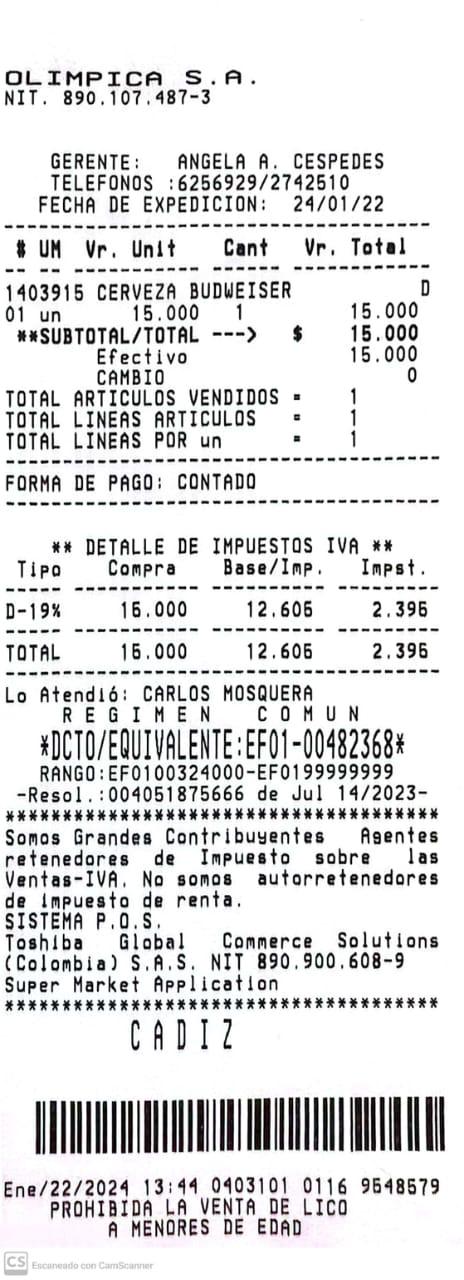 OLIMPICA S.A.
NIT. 890.107.487-3
GERENTE: ANGELA A. CESPEDES
TELEFONOS :6256929/2742510
FECHA DE EXPEDICION: 24/01/22
# UM Vr. Unit Cant Vr. Total
1403915 CERVEZA BUDWEISER D
01 un 15.000 1 15.000
**SUBTOTAL/TOTAL ---> $ 15.000
Efectivo 15.000
CAMBIO 0
TOTAL ARTICULOS VENDIDOS = 1
TOTAL LINEAS ARTICULOS = 1
TOTAL LINEAS POR un = 1
FORMA DE PAGO: CONTADO
** DETALLE DE IMPUESTOS IVA **
Tipo Compra Base/Imp. Impst.
D-19% 15.000 12.605 2.395
TOTAL 15.000 12.605 2.395
Lo Atendió: CARLOS MOSQUERA
REGIMEN COMUN
*DCTO/EQUIVALENTE:EF01-00482368*
RANGO:EF0100324000-EF0199999999
-Resol.:004051875666 de Jul 14/2023-
****************************************
Somos Grandes Contribuyentes Agentes
retenedores de Impuesto sobre las
Ventas-IVA. No somos autorretenedores
de impuesto de renta.
SISTEMA P.O.S.
Toshiba Global Commerce Solutions
(Colombia) S.A.S. NIT 890.900.608-9
Super Market Application
****************************************
CADIZ
Ene/22/2024 13:44 0403101 0116 9548579
PROHIBIDA LA VENTA DE LICO
A MENORES DE EDAD
CS Escaneado con CamScanner